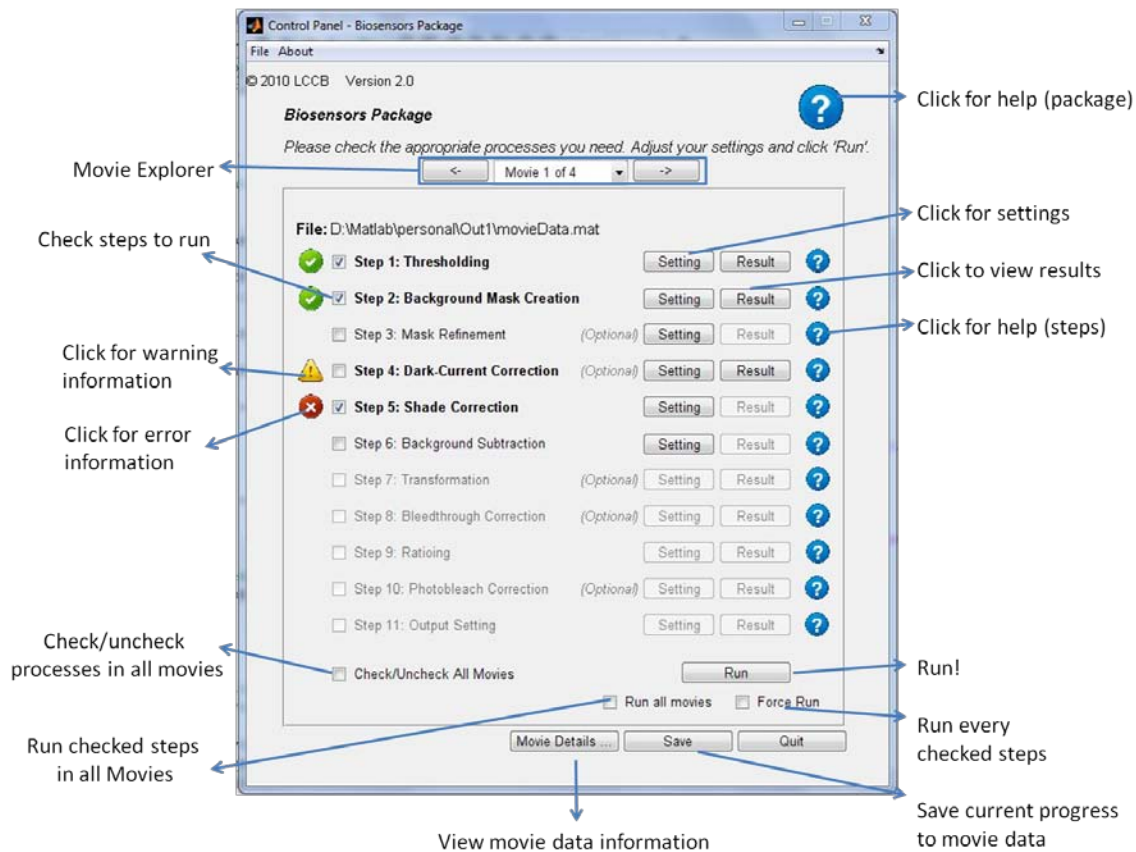 Control Panel - Biosensors Package
File About
© 2010 LCCB Version 2.0
Biosensors Package
Click for help (package)
Please check the appropriate processes you need. Adjust your settings and click 'Run'.
Movie Explorer
<- Movie 1 of 4 ->
Click for settings
File: D:\Matlab\personal\Out1\movieData.mat
Check steps to run
Step 1: Thresholding Setting Result
Click to view results
Step 2: Background Mask Creation Setting Result
Click for help (steps)
Step 3: Mask Refinement (Optional) Setting Result
Click for warning
information
Step 4: Dark-Current Correction (Optional) Setting Result
Step 5: Shade Correction Setting Result
Click for error
information
Step 6: Background Subtraction Setting Result
Step 7: Transformation (Optional) Setting Result
Step 8: Bleedthrough Correction (Optional) Setting Result
Step 9: Ratioing Setting Result
Step 10: Photobleach Correction (Optional) Setting Result
Step 11: Output Setting Setting Result
Check/uncheck
processes in all movies
Check/Uncheck All Movies Run
Run!
Run all movies Force Run
Run every
checked steps
Run checked steps
in all Movies
Movie Details ... Save Quit
Save current progress
to movie data
View movie data information